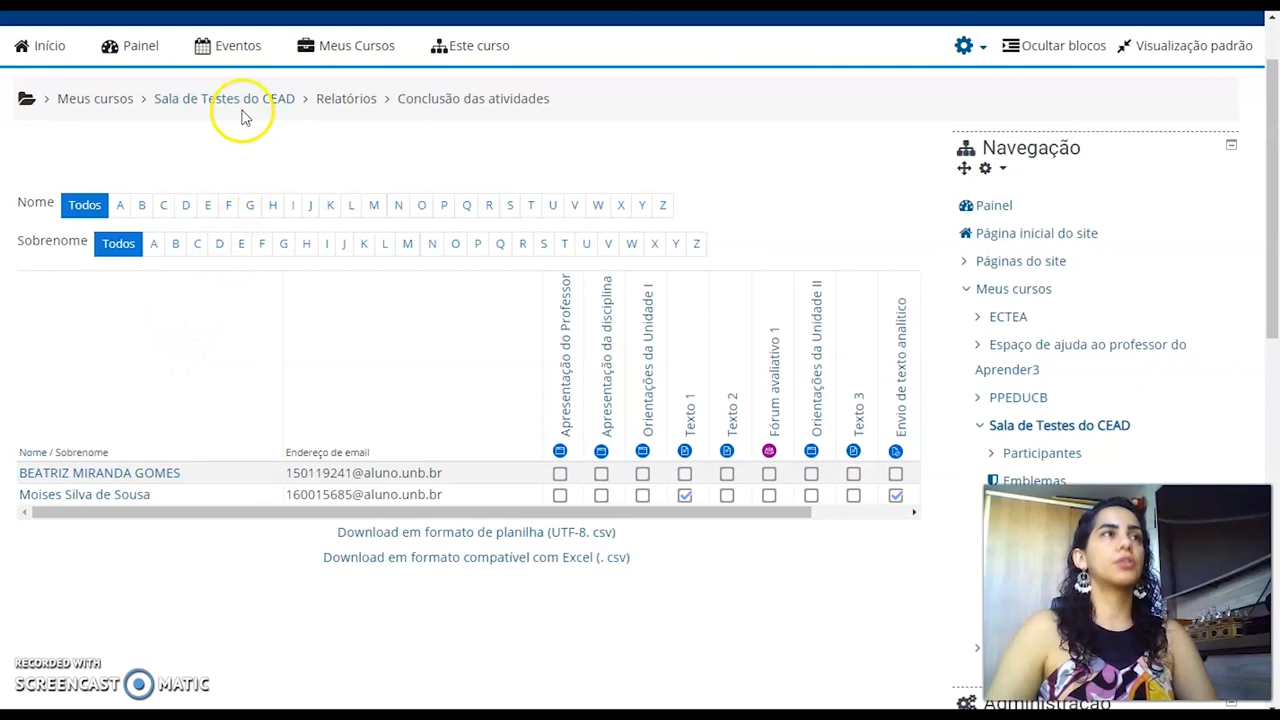 Início Painel Eventos Meus Cursos Este curso Ocultar blocos Visualização padrão
Meus cursos Sala de Testes do CEAD Relatórios Conclusão das atividades
Nome Todos A B C D E F G H I J K L M N O P Q R S T U V W X Y Z
Sobrenome Todos A B C D E F G H I J K L M N O P Q R S T U V W X Y Z
Apresentação do Professor
Apresentação da disciplina
Orientações da Unidade I
Texto 1
Texto 2
Fórum avaliativo 1
Orientações da Unidade II
Texto 3
Envio de texto analítico
Nome / Sobrenome Endereço de email
BEATRIZ MIRANDA GOMES 150119241@aluno.unb.br
Moises Silva de Sousa 160015685@aluno.unb.br
Download em formato de planilha (UTF-8. csv)
Download em formato compatível com Excel (. csv)
Navegação
Painel
Página inicial do site
Páginas do site
Meus cursos
ECTEA
Espaço de ajuda ao professor do
Aprender3
PPEDUCB
Sala de Testes do CEAD
Participantes
Emblemas
Administração
RECORDED WITH
SCREENCAST MATIC